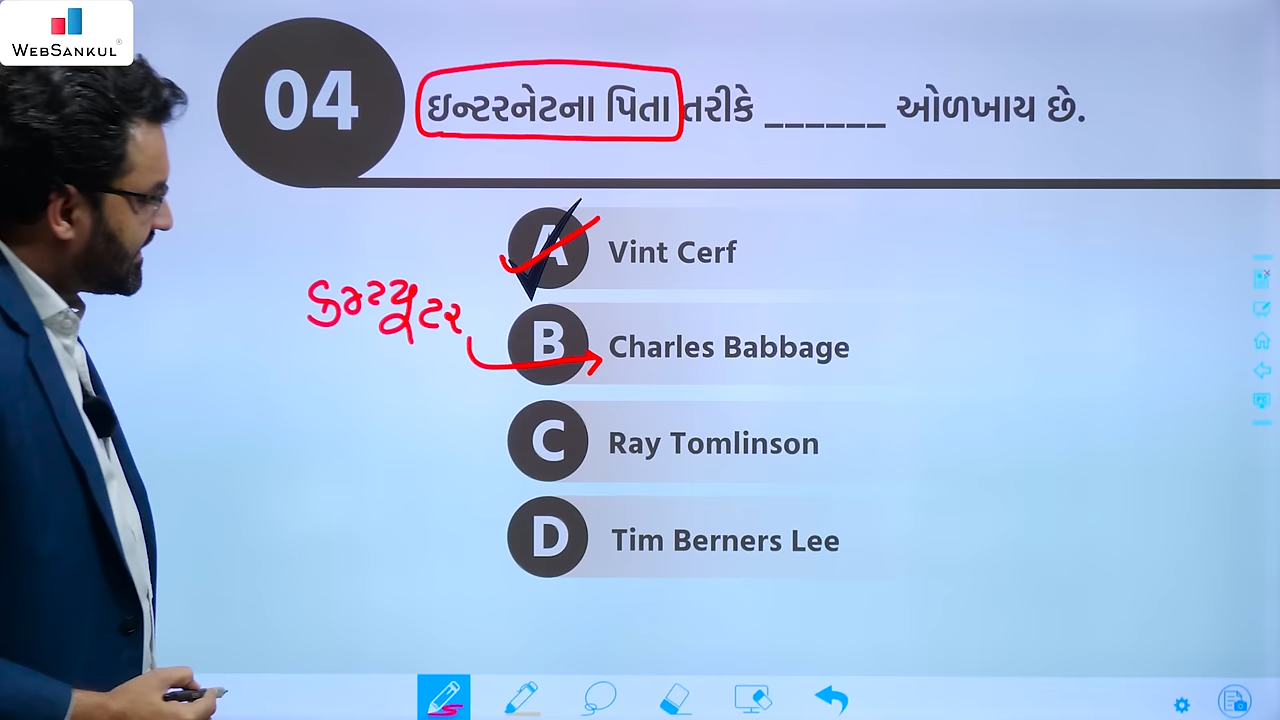 WEBSANKUL®
04
ઇન્ટરનેટના પિતા તરીકે ______ ઓળખાય છે.
A Vint Cerf
કમ્પ્યૂટર
B Charles Babbage
C Ray Tomlinson
D Tim Berners Lee